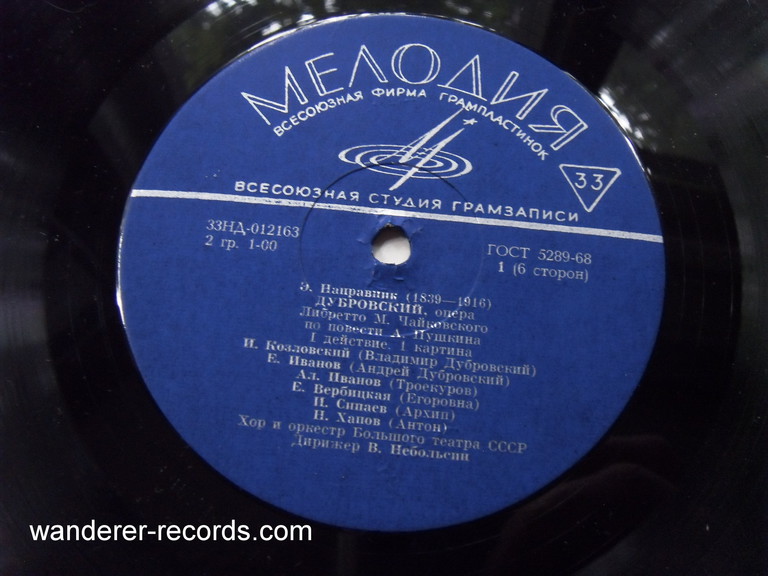 МЕЛОДИЯ
ВСЕСОЮЗНАЯ ФИРМА ГРАМПЛАСТИНОК
33
ВСЕСОЮЗНАЯ СТУДИЯ ГРАМЗАПИСИ
33НД-012163
2 гр. 1-00
ГОСТ 5289-68
1 (6 сторон)
Э. Направник (1839—1916)
ДУБРОВСКИЙ, опера
Либретто М. Чайковского
по повести А. Пушкина
I действие. 1 картина
И. Козловский (Владимир Дубровский)
Е. Иванов (Андрей Дубровский)
Ал. Иванов (Троекуров)
Е. Вербицкая (Егоровна)
И. Сипаев (Архип)
Н. Хапов (Антон)
Хор и оркестр Большого театра СССР
Дирижер В. Небольсин
wanderer-records.com